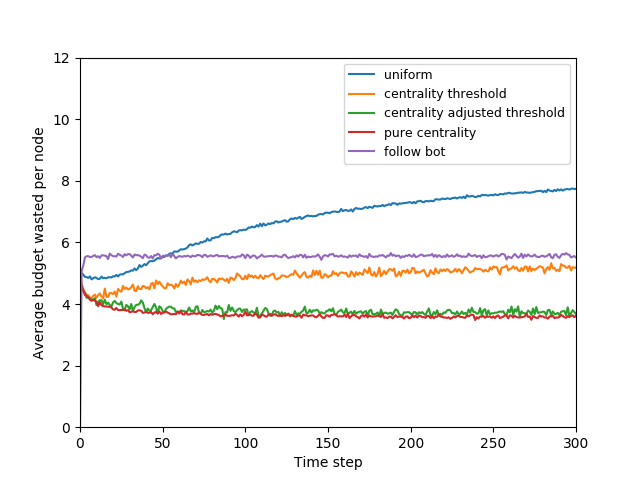 12
10
8
6
4
2
0
Average budget wasted per node
uniform
centrality threshold
centrality adjusted threshold
pure centrality
follow bot
0 50 100 150 200 250 300
Time step